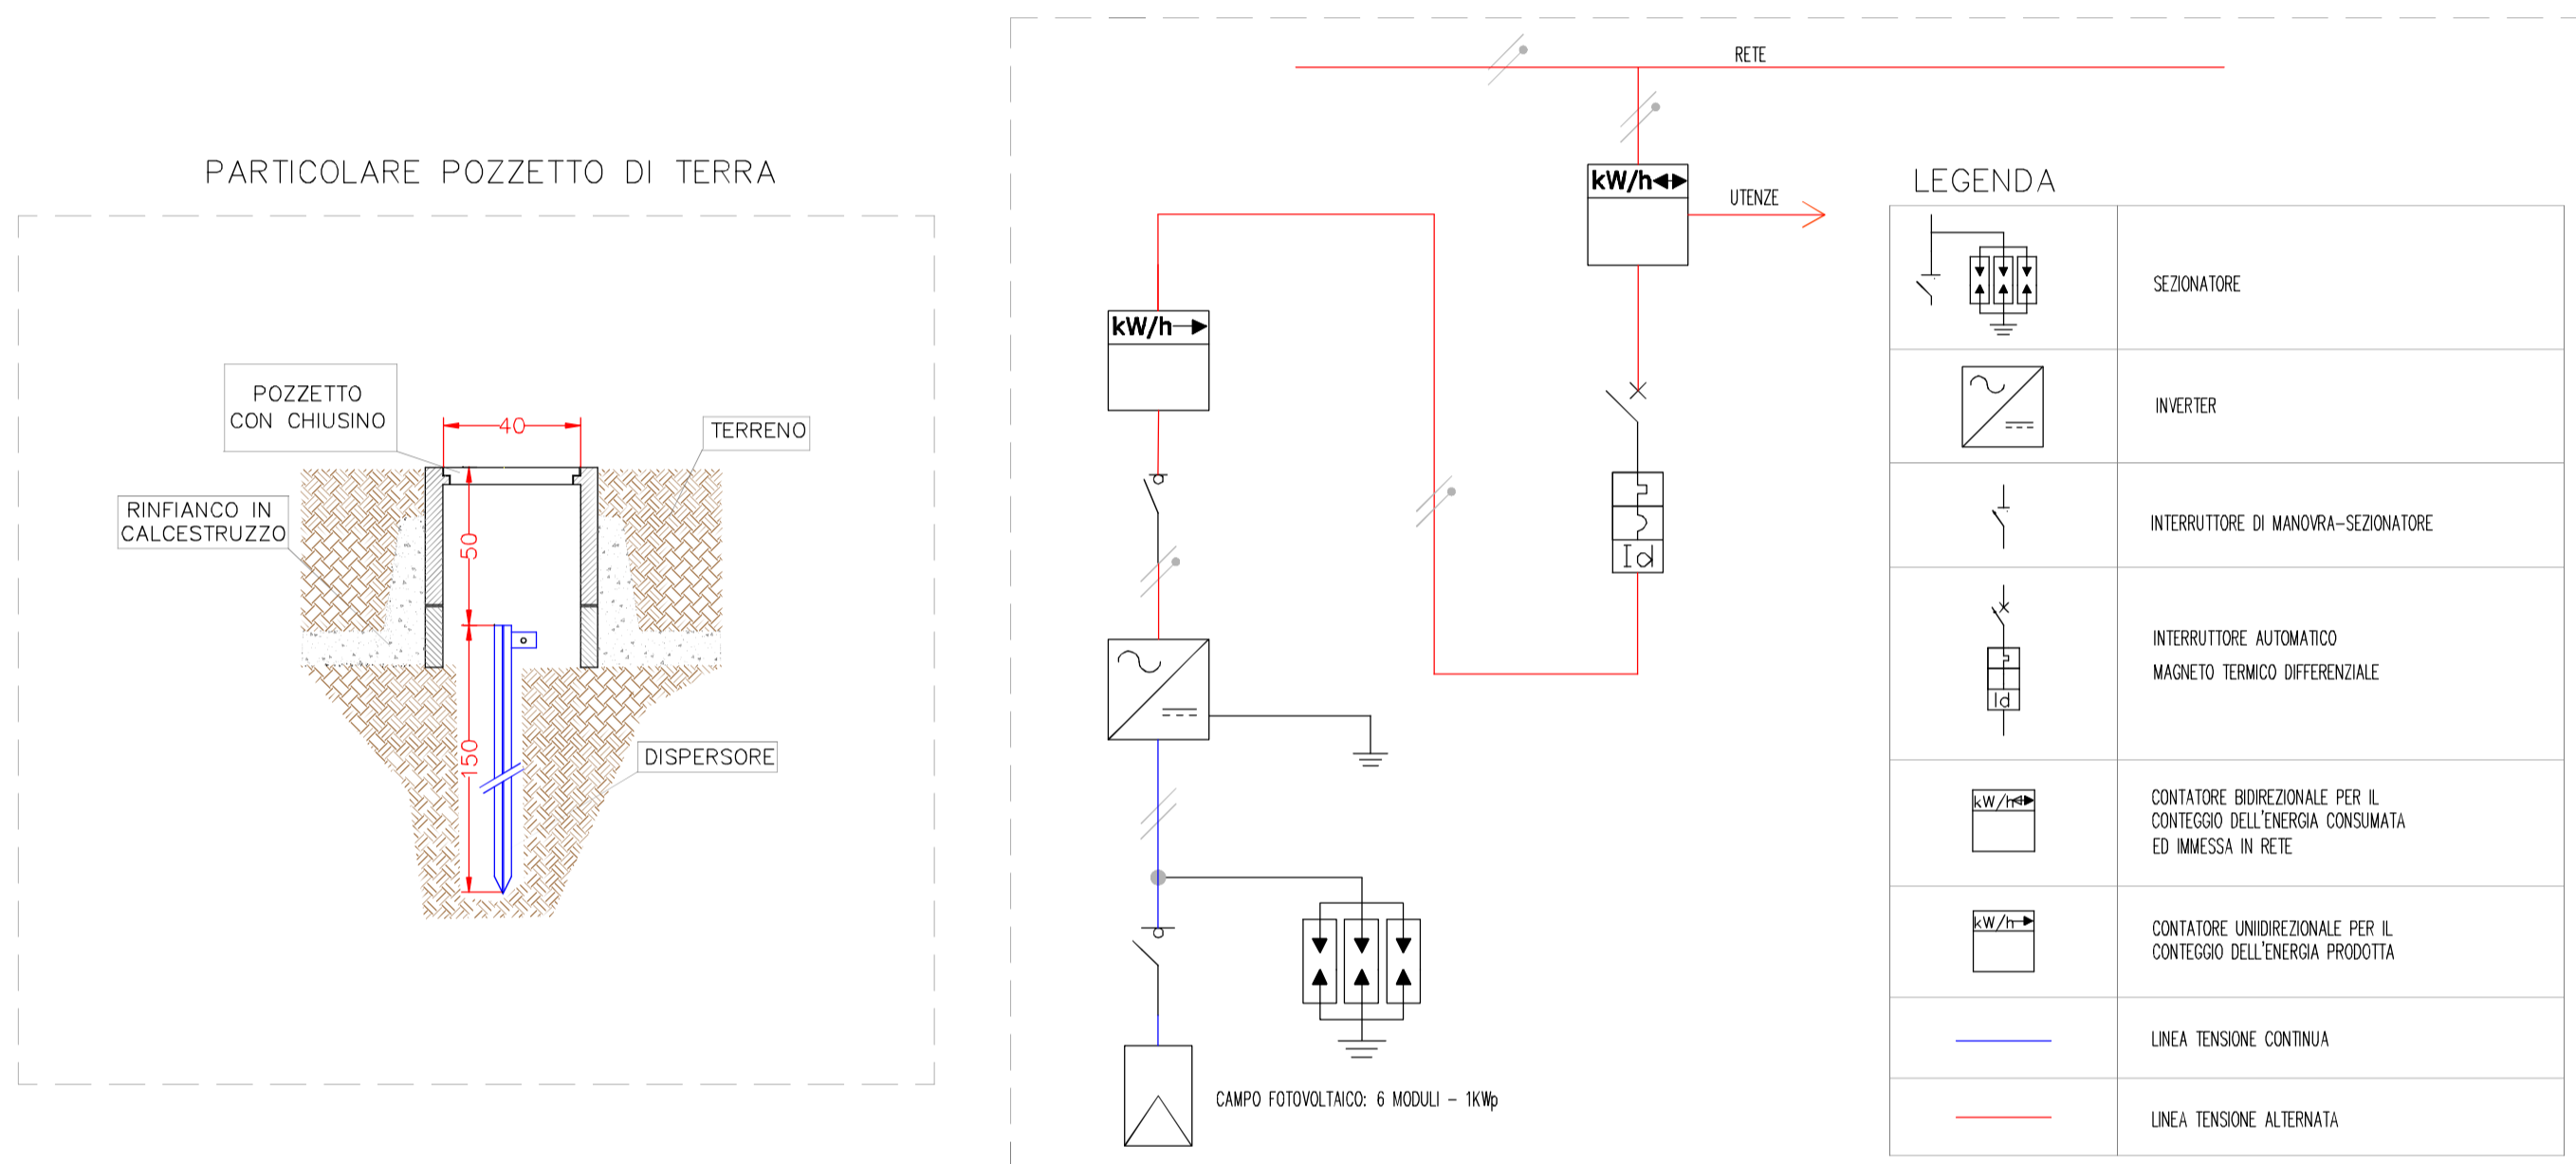 PARTICOLARE POZZETTO DI TERRA
POZZETTO
CON CHIUSINO
40
TERRENO
RINFIANCO IN
CALCESTRUZZO
50
150
DISPERSORE
RETE
kW/h
UTENZE
kW/h
Id
CAMPO FOTOVOLTAICO: 6 MODULI - 1KWp
LEGENDA
SEZIONATORE
INVERTER
INTERRUTTORE DI MANOVRA-SEZIONATORE
INTERRUTTORE AUTOMATICO
MAGNETO TERMICO DIFFERENZIALE
Id
kW/h
CONTATORE BIDIREZIONALE PER IL
CONTEGGIO DELL'ENERGIA CONSUMATA
ED IMMESSA IN RETE
kW/h
CONTATORE UNIIDIREZIONALE PER IL
CONTEGGIO DELL'ENERGIA PRODOTTA
LINEA TENSIONE CONTINUA
LINEA TENSIONE ALTERNATA